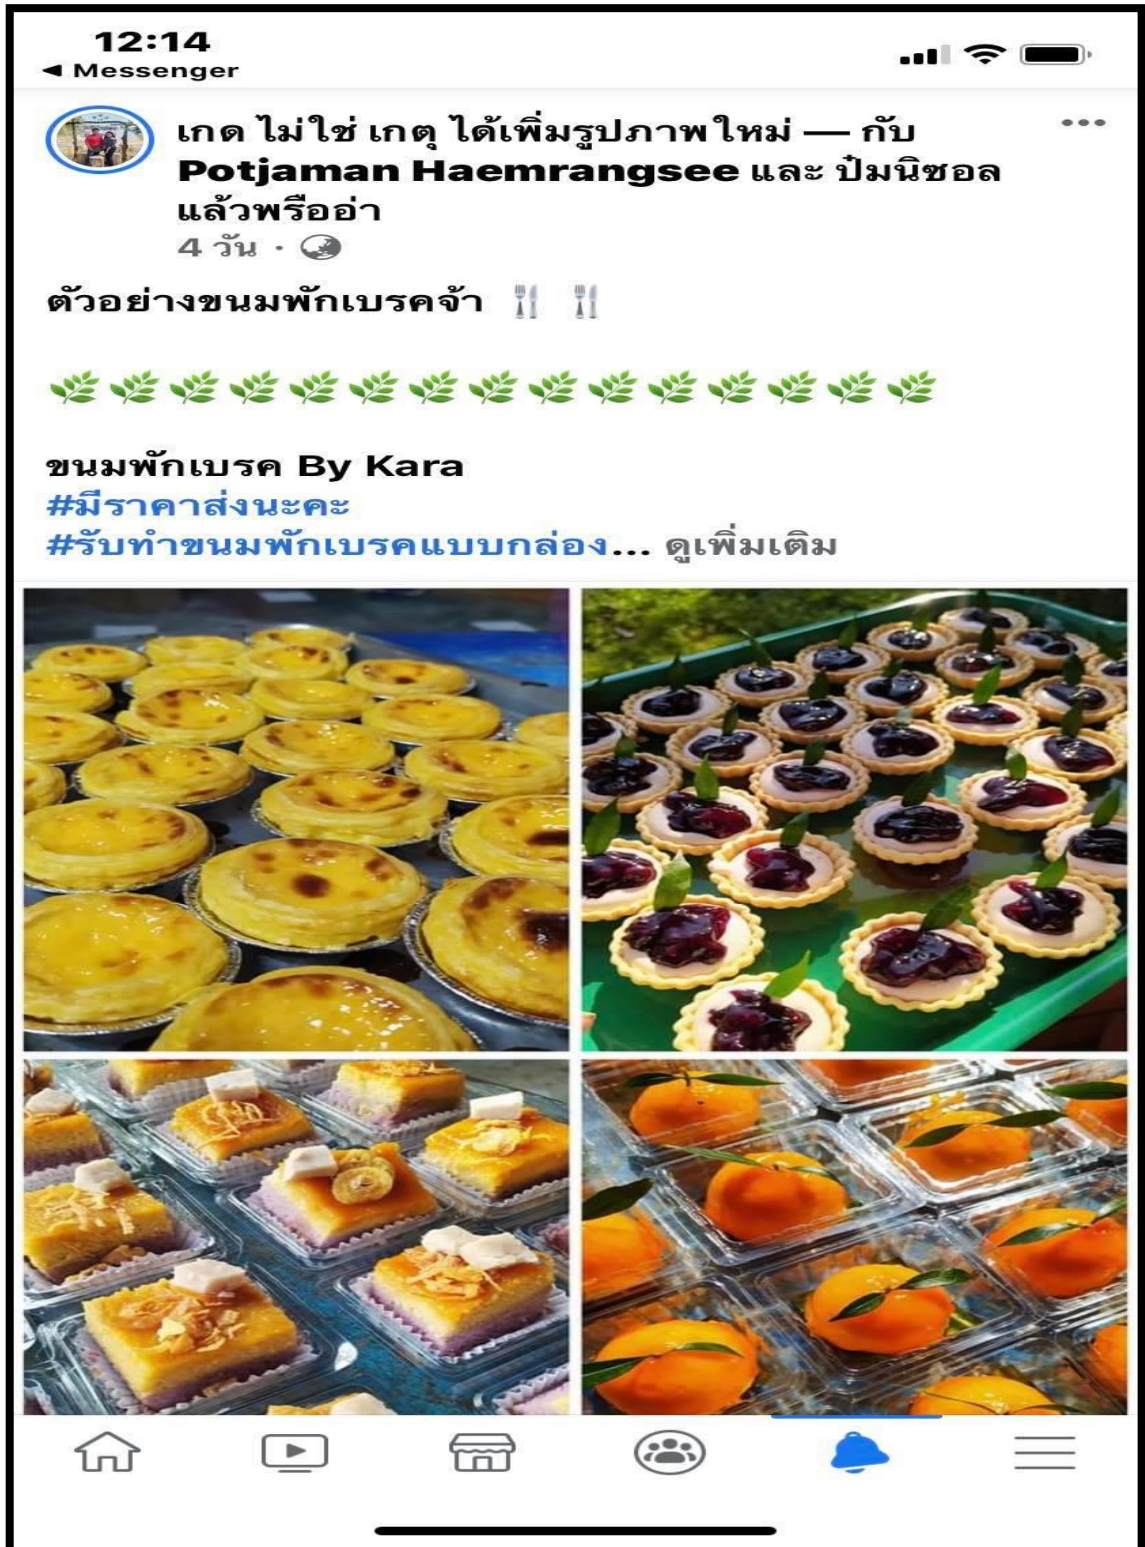 12:14
◀ Messenger
เกด ไม่ใช่ เกตุ ได้เพิ่มรูปภาพใหม่ — กับ
Potjaman Haemrangsee และ ป๋มนิซอล
แล้วพรืออ่า
4 วัน ·
ตัวอย่างขนมพักเบรคจ้า 🍴 🍴
🌿🌿🌿🌿🌿🌿🌿🌿🌿🌿🌿🌿🌿🌿🌿
ขนมพักเบรค By Kara
#มีราคาส่งนะคะ
#รับทำขนมพักเบรคแบบกล่อง... ดูเพิ่มเติม